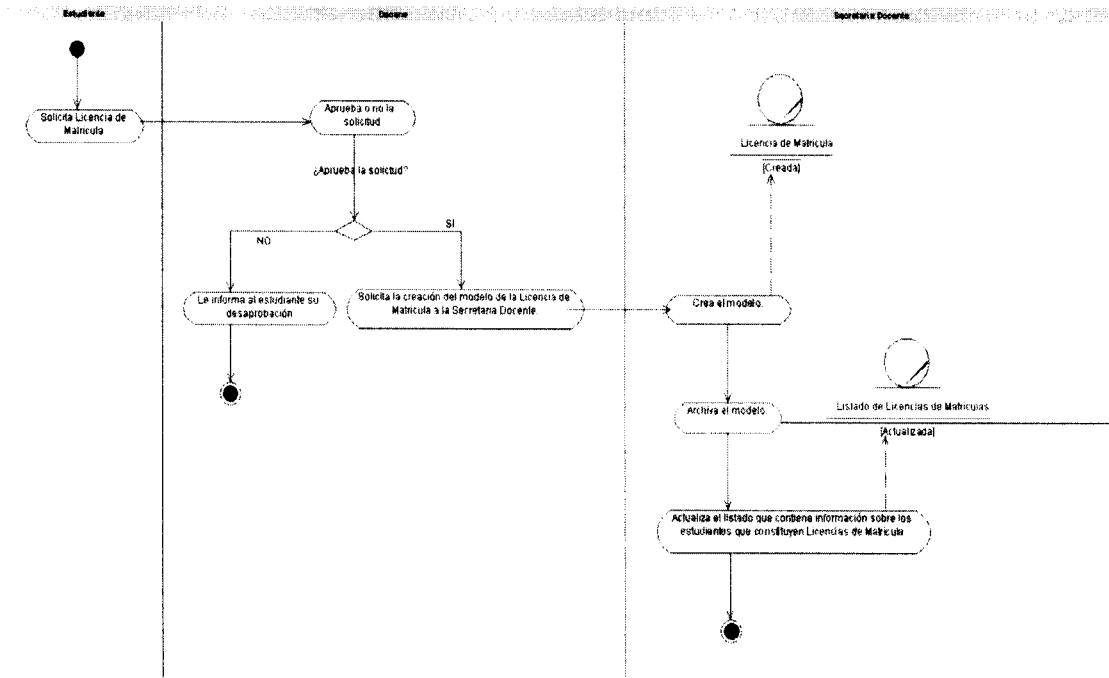 Estudiante
Decano
Secretaria Docente
Solicita Licencia de
Matricula
Aprueba o no la
solicitud
¿Aprueba la solictud?
NO
SI
Le informa al estudiante su
desaprobación
Solicita la creación del modelo de la Licencia de
Matricula a la Secretaria Docente.
Licencia de Matricula
[Creada]
Crea el modelo.
Archiva el modelo.
Listado de Licencias de Matriculas
[Actualizada]
Actualiza el listado que contiene información sobre los
estudiantes que constituyen Licencias de Matricula